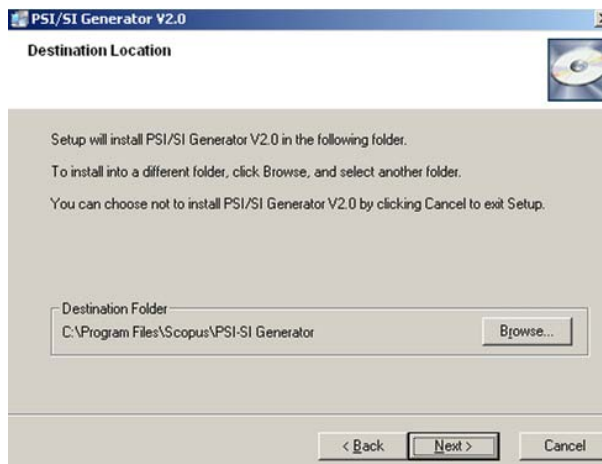 PSI/SI Generator V2.0
Destination Location
Setup will install PSI/SI Generator V2.0 in the following folder.
To install into a different folder, click Browse, and select another folder.
You can choose not to install PSI/SI Generator V2.0 by clicking Cancel to exit Setup.
Destination Folder
C:\Program Files\Scopus\PSI-SI Generator
Browse...
< Back
Next >
Cancel